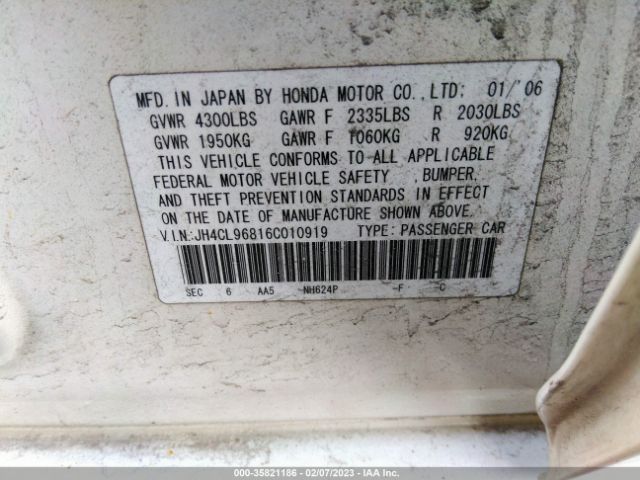 MFD. IN JAPAN BY HONDA MOTOR CO.,LTD: 01/'06
GVWR 4300LBS GAWR F 2335LBS R 2030LBS
GVWR 1950KG GAWR F 1060KG R 920KG
THIS VEHICLE CONFORMS TO ALL APPLICABLE
FEDERAL MOTOR VEHICLE SAFETY ,BUMPER,
AND THEFT PREVENTION STANDARDS IN EFFECT
ON THE DATE OF MANUFACTURE SHOWN ABOVE.
V.I.N:JH4CL96816C010919 TYPE: PASSENGER CAR
SEC 6 AA5 NH624P -F -C
000-35821186 - 02/07/2023 - IAA Inc.